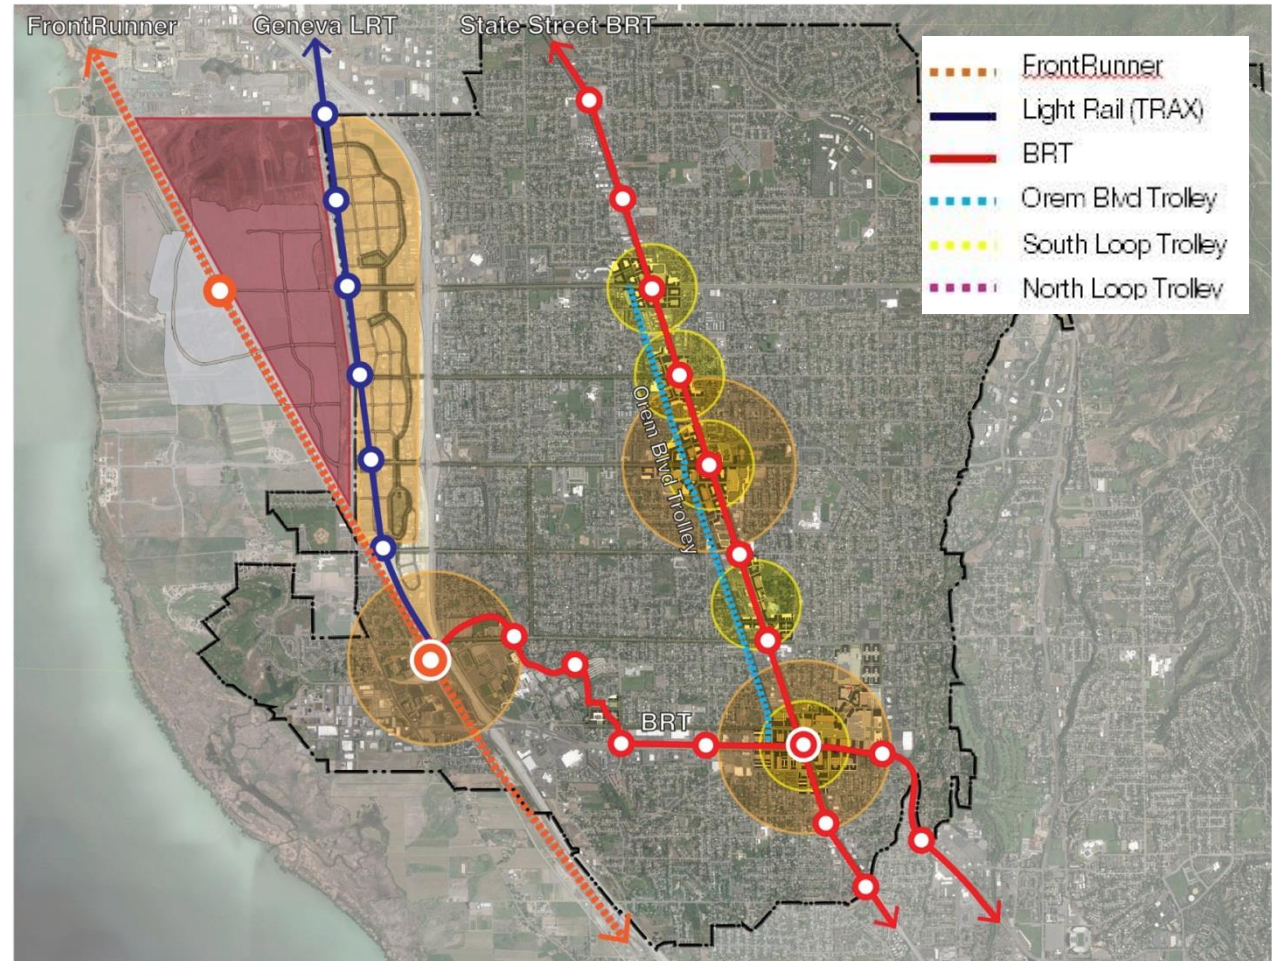 FrontRunner
Geneva LRT
State Street BRT
FrontRunner
Light Rail (TRAX)
BRT
Orem Blvd Trolley
South Loop Trolley
North Loop Trolley
Orem Blvd Trolley
BRT